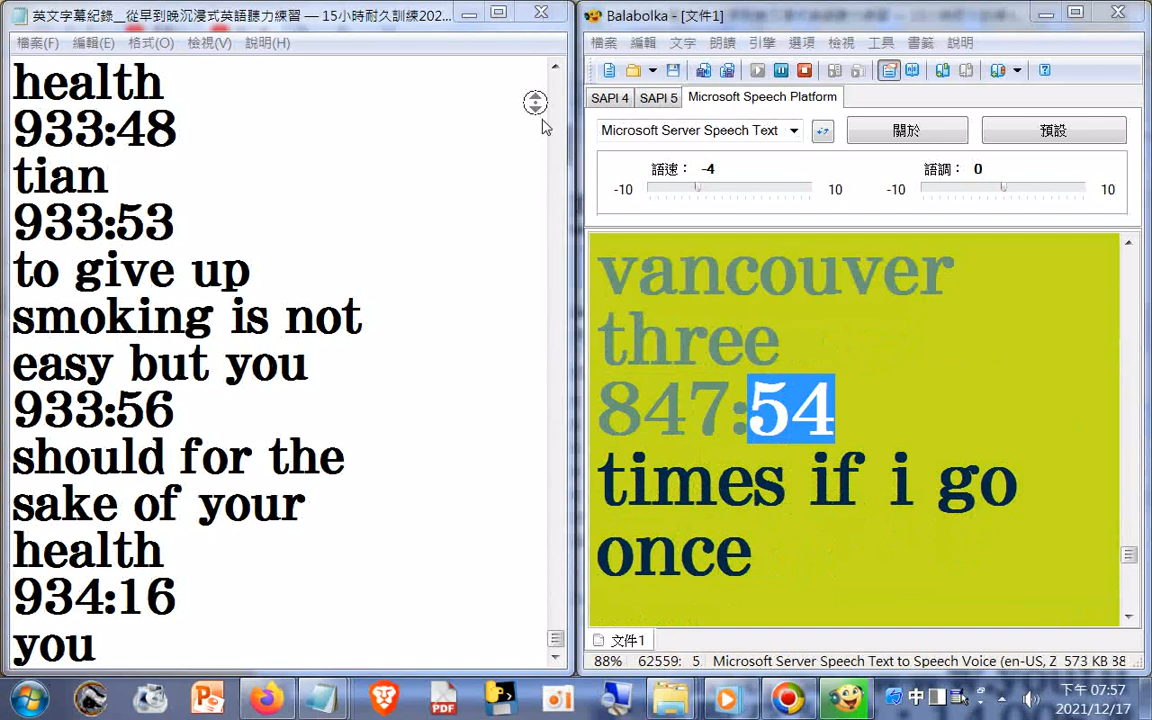 英文字幕紀錄__從早到晚沉浸式英語聽力練習 — 15小時耐久訓練202...
檔案(F) 編輯(E) 格式(O) 檢視(V) 說明(H)
health
933:48
tian
933:53
to give up
smoking is not
easy but you
933:56
should for the
sake of your
health
934:16
you
Balabolka - [文件1]
檔案 編輯 文字 朗讀 引擎 選項 檢視 工具 書籤 說明
SAPI 4 SAPI 5 Microsoft Speech Platform
Microsoft Server Speech Text 關於 預設
語速： -4 語調： 0
-10 10 -10 10
vancouver
three
847:54
times if i go
once
文件1
88% 62559: 5 Microsoft Server Speech Text to Speech Voice (en-US, Z 573 KB 38
PDF 中 下午 07:57
2021/12/17